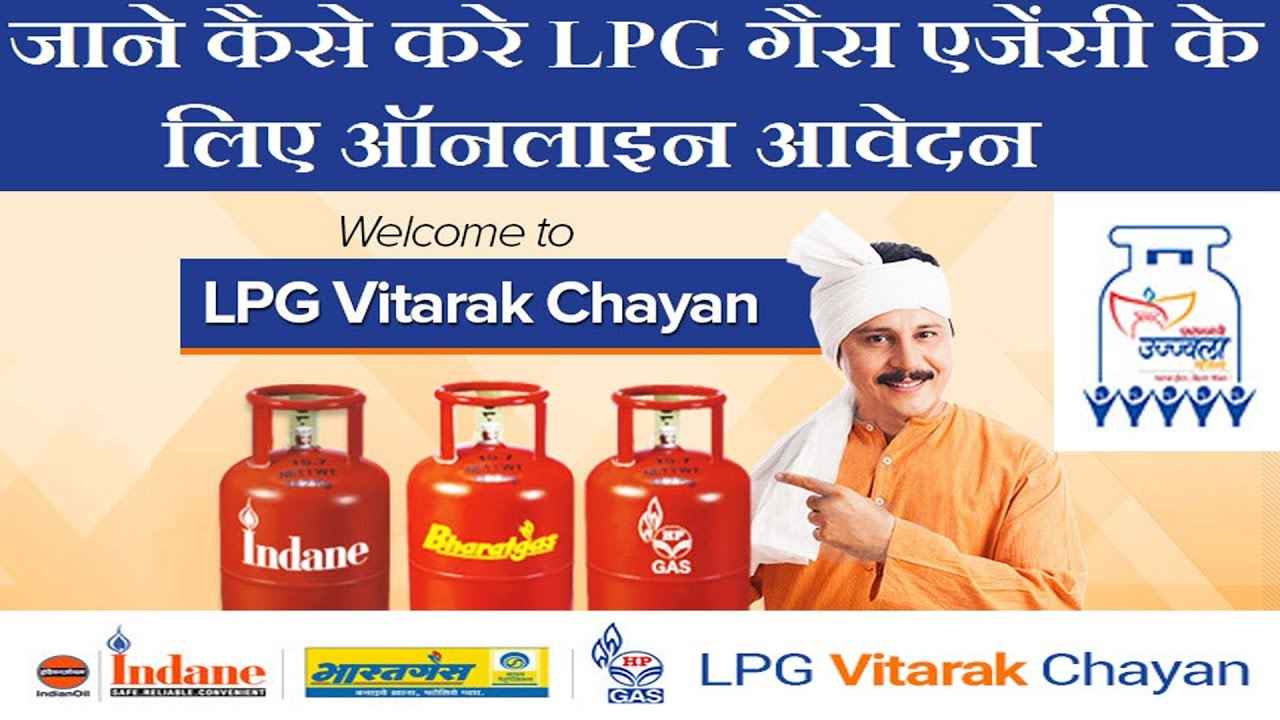 जाने कैसे करे LPG गैस एजेंसी के
लिए ऑनलाइन आवेदन
Welcome to
LPG Vitarak Chayan
उज्ज्वला
Indane
Bharatgas
HP
GAS
IndianOil
Indane
SAFE.RELIABLE.CONVENIENT
भारतगैस
HP
GAS
LPG Vitarak Chayan